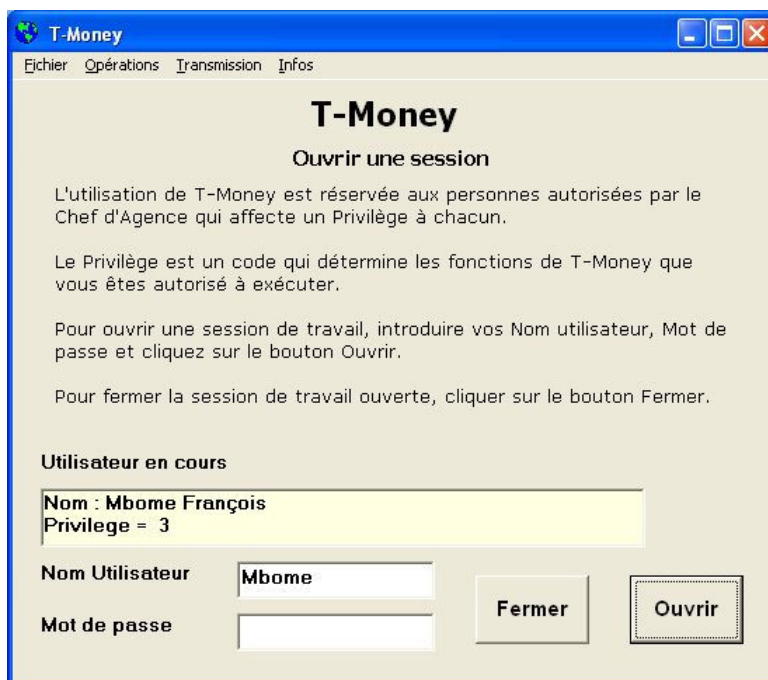 T-Money
Fichier Opérations Transmission Infos
T-Money
Ouvrir une session
L'utilisation de T-Money est réservée aux personnes autorisées par le
Chef d'Agence qui affecte un Privilège à chacun.
Le Privilège est un code qui détermine les fonctions de T-Money que
vous êtes autorisé à exécuter.
Pour ouvrir une session de travail, introduire vos Nom utilisateur, Mot de
passe et cliquez sur le bouton Ouvrir.
Pour fermer la session de travail ouverte, cliquer sur le bouton Fermer.
Utilisateur en cours
Nom : Mbome François
Privilege = 3
Nom Utilisateur Mbome
Mot de passe
Fermer Ouvrir